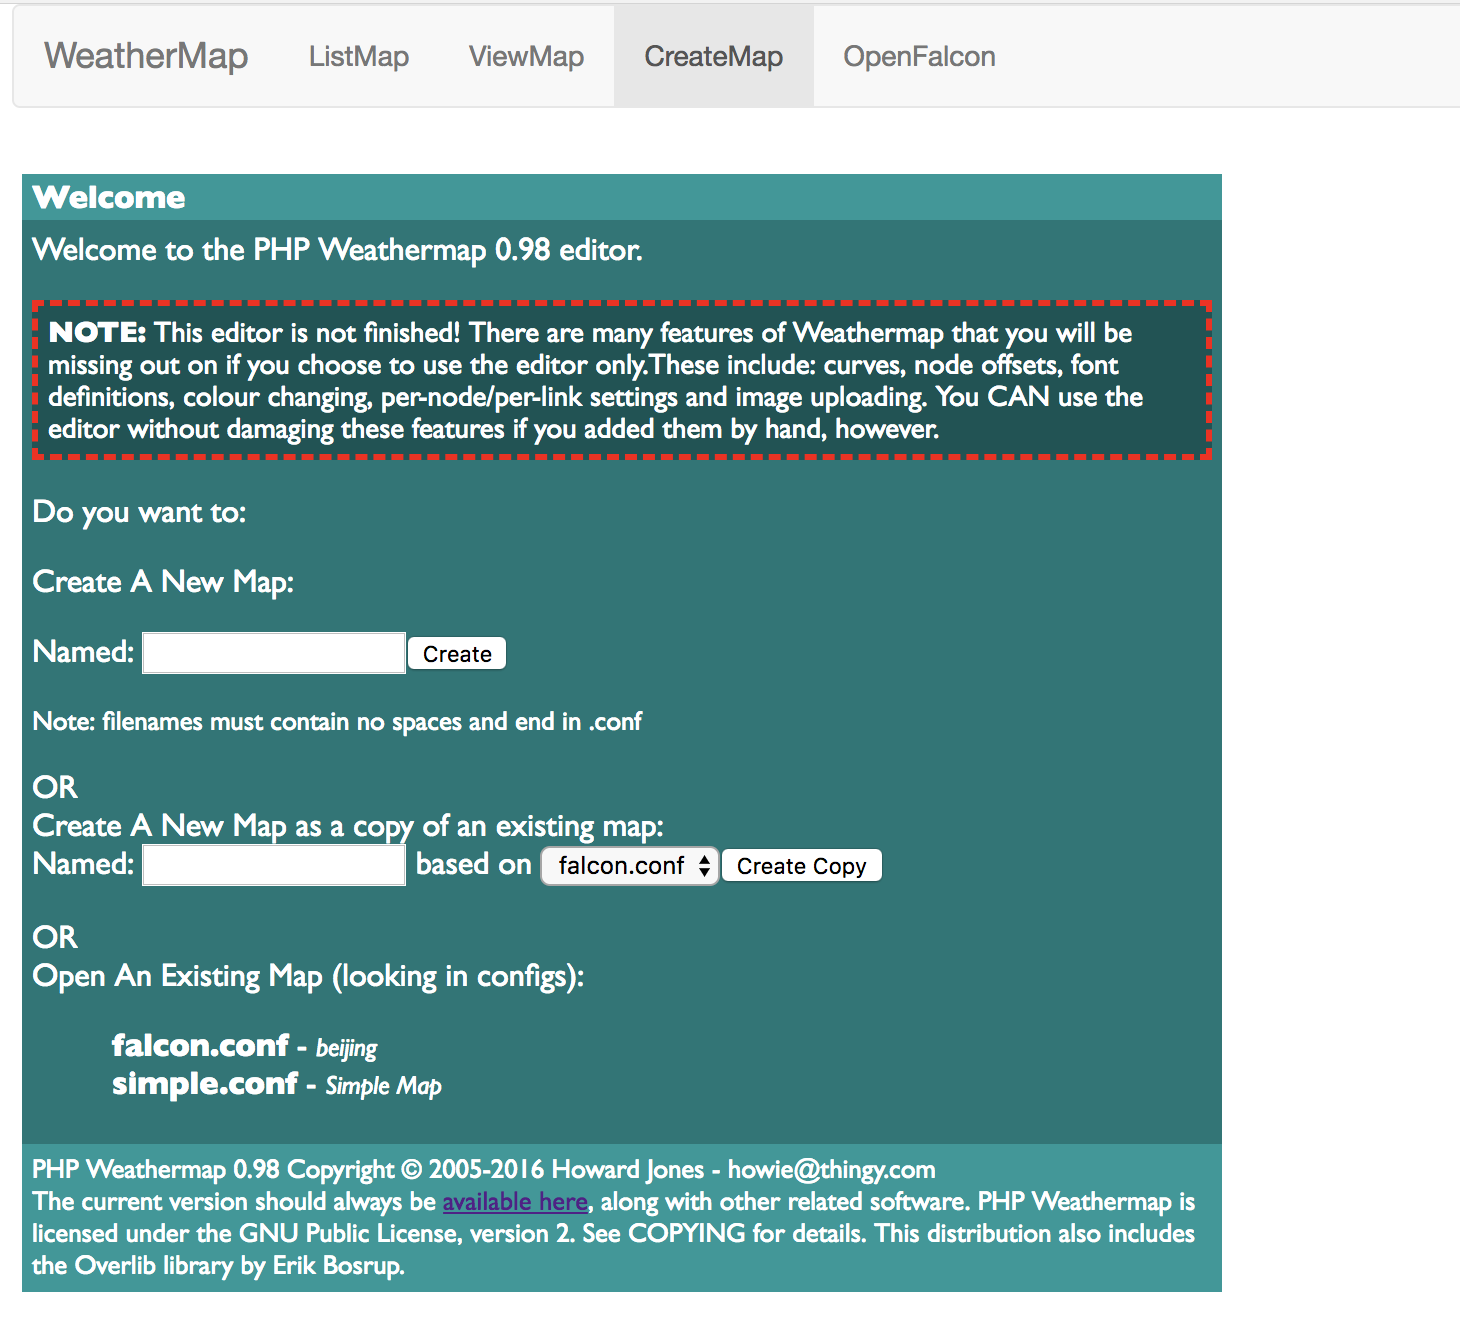 WeatherMap ListMap ViewMap CreateMap OpenFalcon
Welcome
Welcome to the PHP Weathermap 0.98 editor.
NOTE: This editor is not finished! There are many features of Weathermap that you will be
missing out on if you choose to use the editor only.These include: curves, node offsets, font
definitions, colour changing, per-node/per-link settings and image uploading. You CAN use the
editor without damaging these features if you added them by hand, however.
Do you want to:
Create A New Map:
Named: Create
Note: filenames must contain no spaces and end in .conf
OR
Create A New Map as a copy of an existing map:
Named: based on falcon.conf Create Copy
OR
Open An Existing Map (looking in configs):
falcon.conf - beijing
simple.conf - Simple Map
PHP Weathermap 0.98 Copyright © 2005-2016 Howard Jones - howie@thingy.com
The current version should always be available here, along with other related software. PHP Weathermap is
licensed under the GNU Public License, version 2. See COPYING for details. This distribution also includes
the Overlib library by Erik Bosrup.